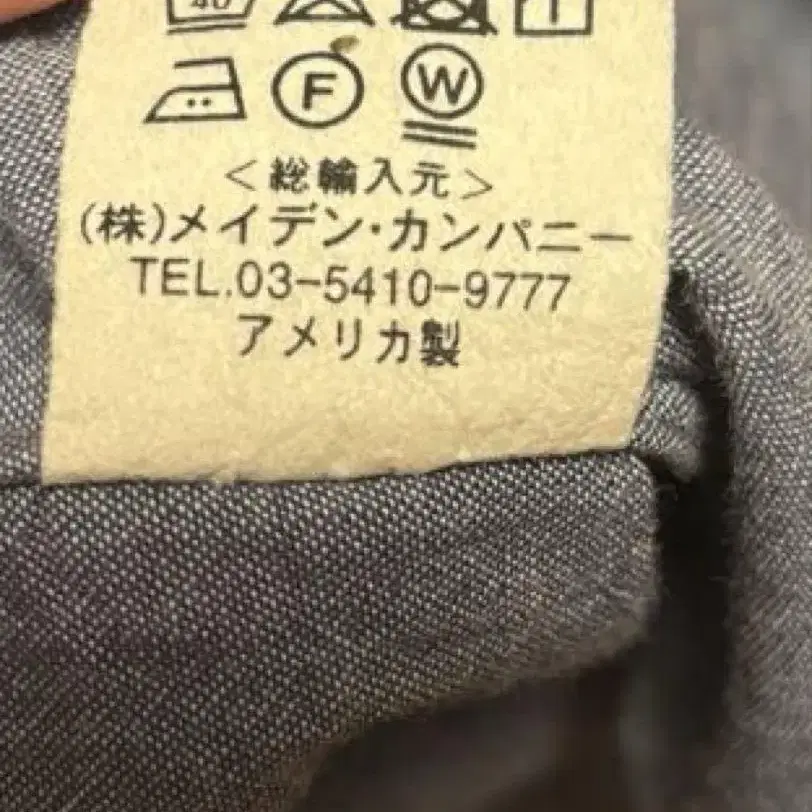 40
F W
<総輸入元>
(株)メイデン・カンパニー
TEL.03-5410-9777
アメリカ製